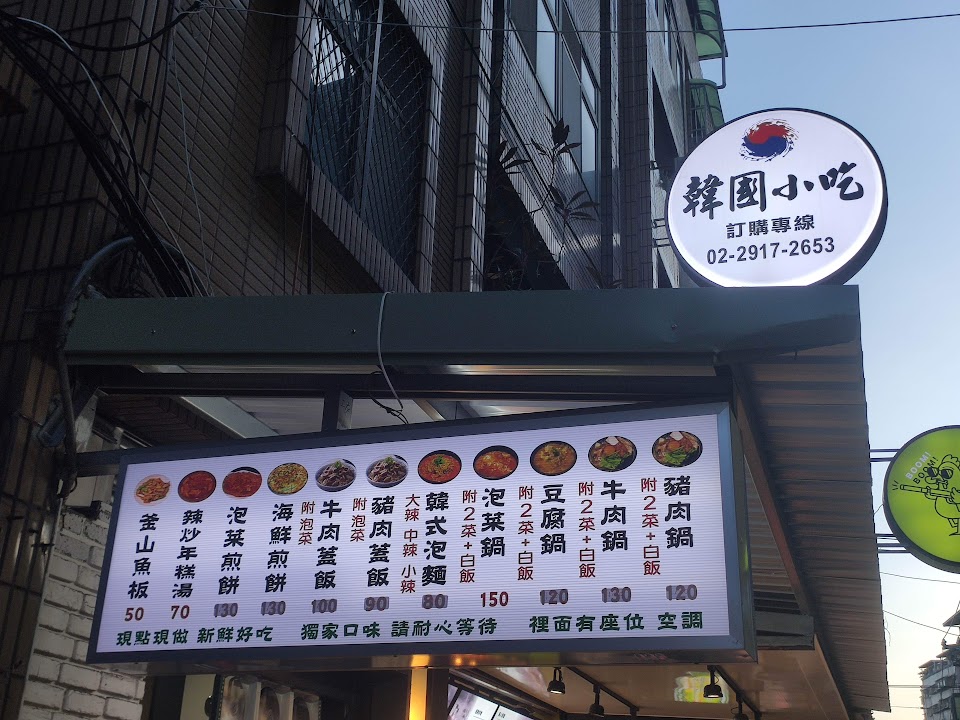 韓國小吃
訂購專線
02-2917-2653
豬肉鍋
附2菜+白飯
120
牛肉鍋
附2菜+白飯
130
豆腐鍋
附2菜+白飯
120
泡菜鍋
附2菜+白飯
150
韓式泡麵
大辣 中辣 小辣
80
豬肉蓋飯
附泡菜
90
牛肉蓋飯
附泡菜
100
海鮮煎餅
130
泡菜煎餅
130
辣炒年糕湯
70
釜山魚板
50
現點現做 新鮮好吃 獨家口味 請耐心等待 裡面有座位 空調
BOOMI